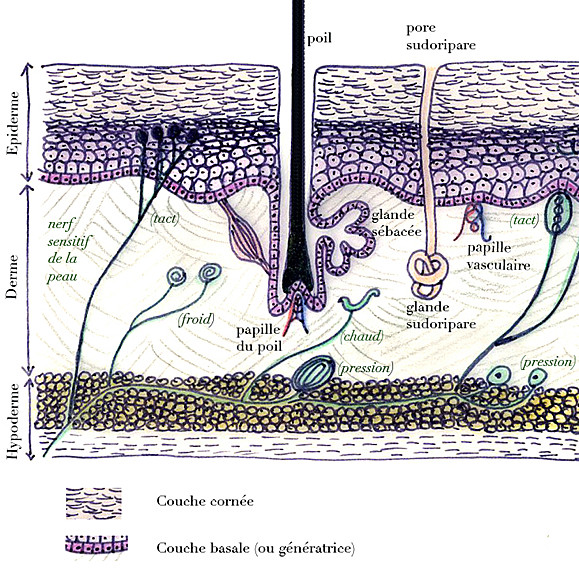 poil
pore
sudoripare
Epiderme
Derme
Hypoderme
nerf
sensitif
de la
peau
(tact)
(froid)
papille
du poil
glande
sébacée
glande
sudoripare
papille
vasculaire
(tact)
(chaud)
(pression)
(pression)
Couche cornée
Couche basale (ou génératrice)